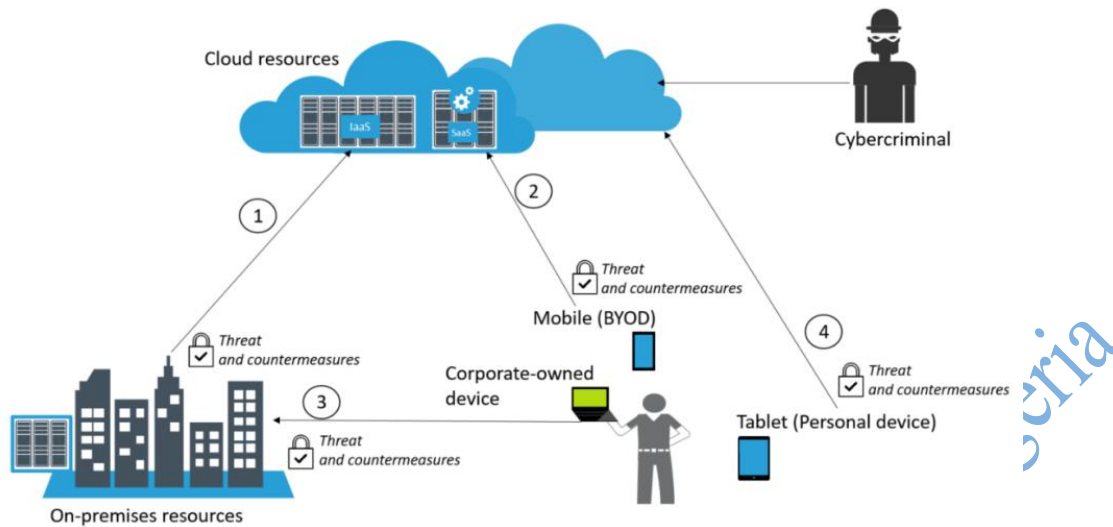 Cloud resources
IaaS
SaaS
Cybercriminal
1
2
Threat
and countermeasures
Mobile (BYOD)
4
Threat
and countermeasures
Threat
and countermeasures
Corporate-owned
device
3
Threat
and countermeasures
Tablet (Personal device)
On-premises resources